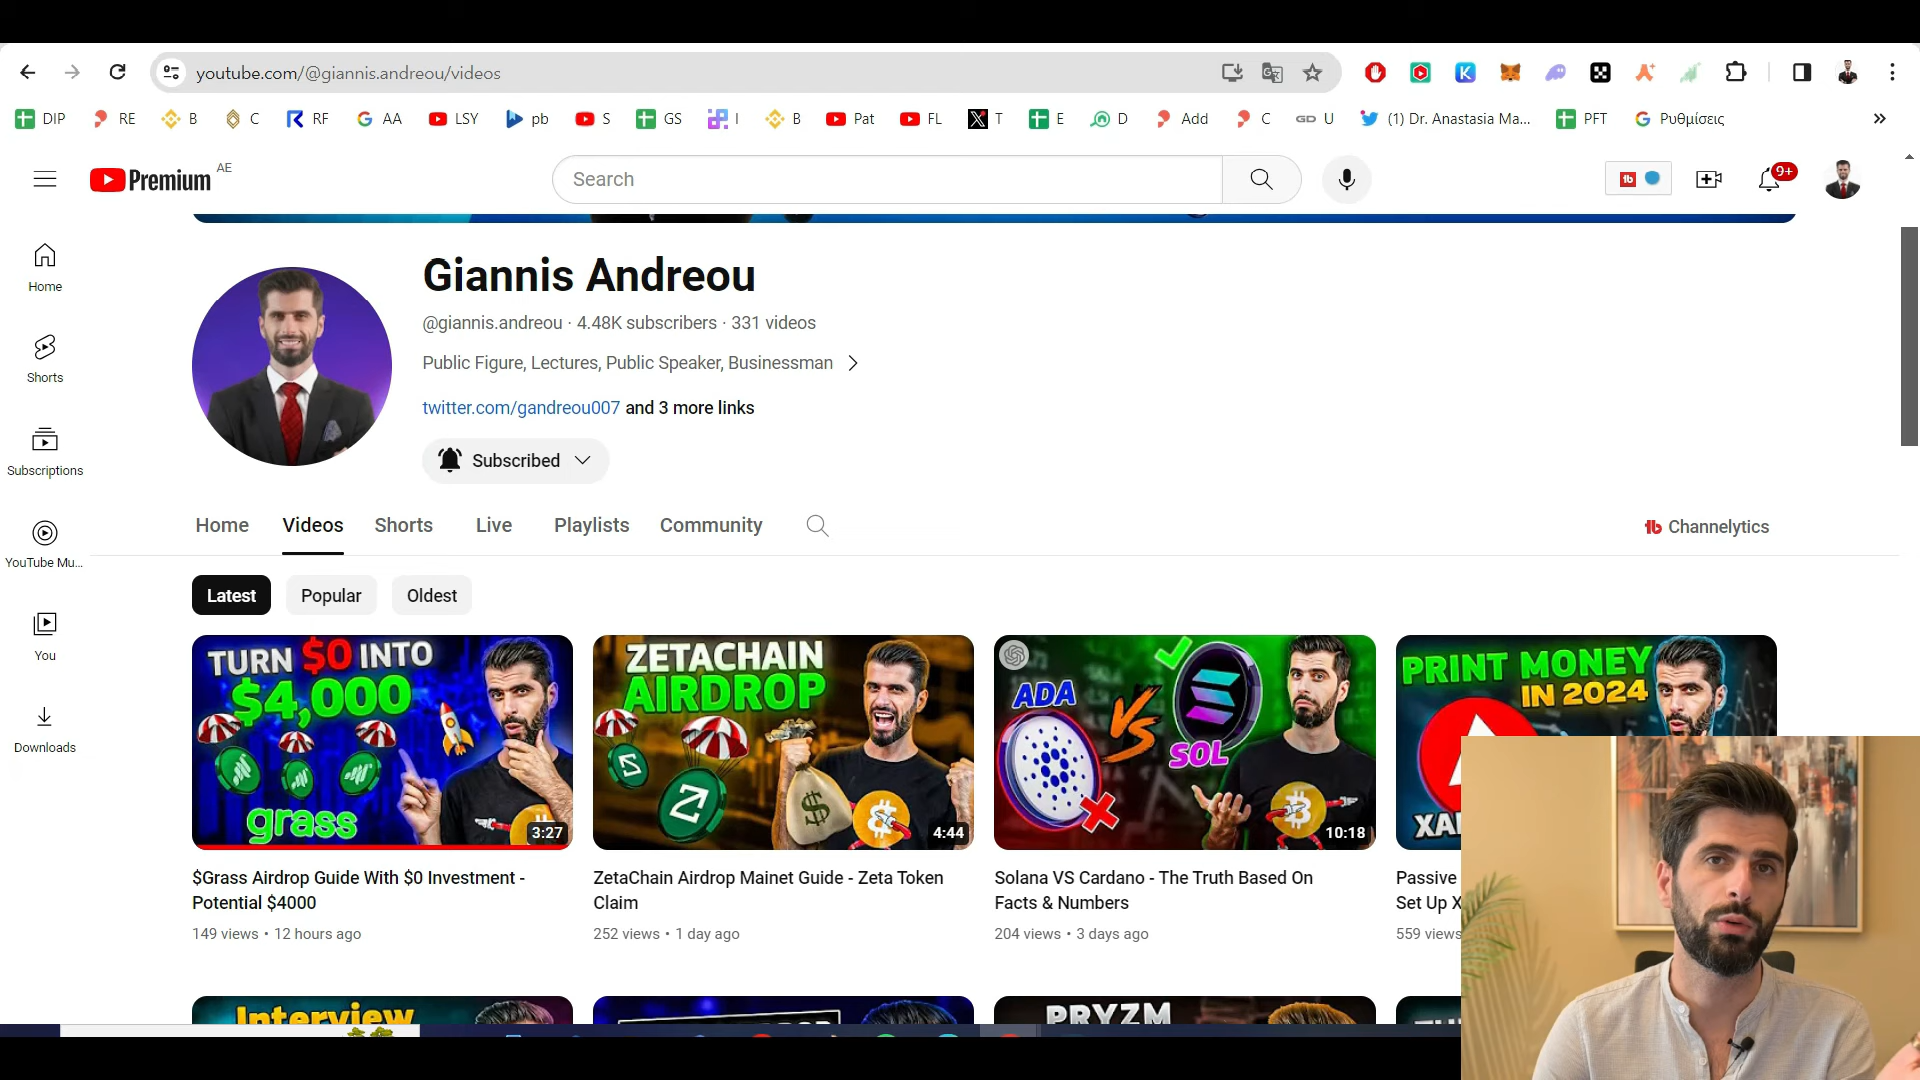 youtube.com/@giannis.andreou/videos
DIP
RE
B
C
RF
AA
LSY
pb
S
GS
I
B
Pat
FL
T
E
D
Add
C
GD U
(1) Dr. Anastasia Ma...
PFT
Ρυθμίσεις
Premium AE
Search
9+
Home
Shorts
Subscriptions
YouTube Mu...
You
Downloads
Giannis Andreou
@giannis.andreou · 4.48K subscribers · 331 videos
Public Figure, Lectures, Public Speaker, Businessman
twitter.com/gandreou007 and 3 more links
Subscribed
Home
Videos
Shorts
Live
Playlists
Community
Channelytics
Latest
Popular
Oldest
TURN $0 INTO
$4,000
grass
3:27
ZETACHAIN
AIRDROP
4:44
ADA
VS
SOL
10:18
PRINT MONEY
IN 2024
$Grass Airdrop Guide With $0 Investment -
Potential $4000
149 views • 12 hours ago
ZetaChain Airdrop Mainet Guide - Zeta Token
Claim
252 views • 1 day ago
Solana VS Cardano - The Truth Based On
Facts & Numbers
204 views • 3 days ago
Passive
Set Up
559 views
Interview
PRYZM